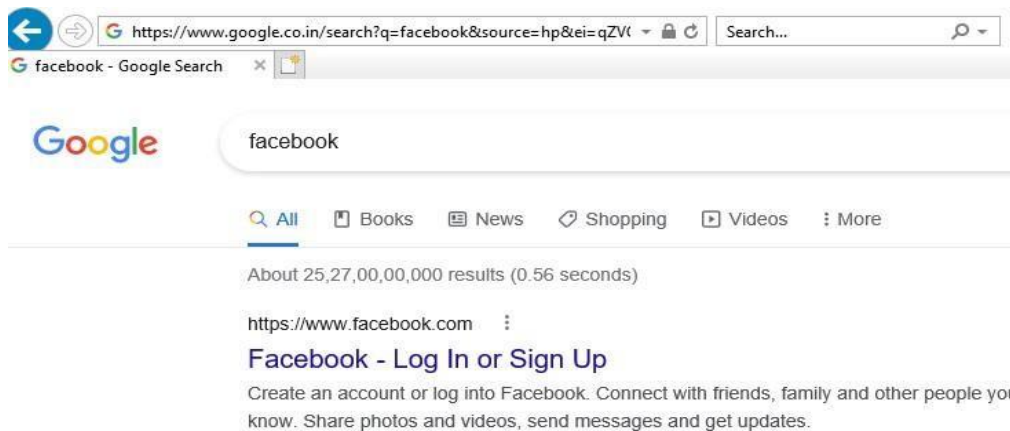 https://www.google.co.in/search?q=facebook&source=hp&ei=qZV(
Search...
facebook - Google Search
Google
facebook
All Books News Shopping Videos More
About 25,27,00,00,000 results (0.56 seconds)
https://www.facebook.com
Facebook - Log In or Sign Up
Create an account or log into Facebook. Connect with friends, family and other people you
know. Share photos and videos, send messages and get updates.